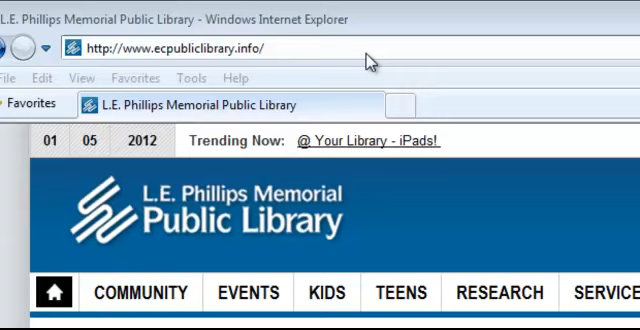 L.E. Phillips Memorial Public Library - Windows Internet Explorer
http://www.ecpubliclibrary.info/
File Edit View Favorites Tools Help
Favorites L.E. Phillips Memorial Public Library
01 05 2012 Trending Now: @ Your Library - iPads!
L.E. Phillips Memorial
Public Library
COMMUNITY EVENTS KIDS TEENS RESEARCH SERVICE